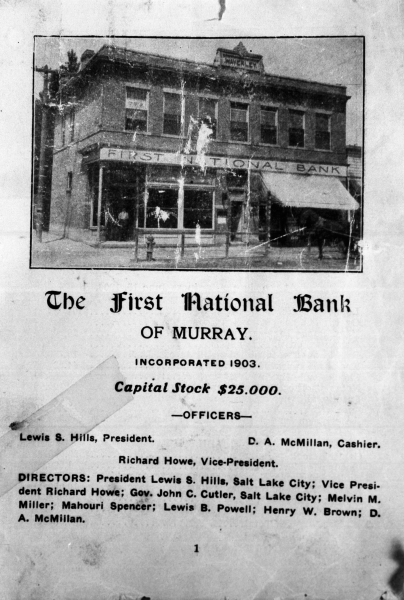 FIRST NATIONAL BANK
The First National Bank
OF MURRAY.
INCORPORATED 1903.
Capital Stock $25.000.
—OFFICERS—
Lewis S. Hills, President. D. A. McMillan, Cashier.
Richard Howe, Vice-President.
DIRECTORS: President Lewis S. Hills, Salt Lake City; Vice Presi-
dent Richard Howe; Gov. John C. Cutler, Salt Lake City; Melvin M.
Miller; Mahouri Spencer; Lewis B. Powell; Henry W. Brown; D.
A. McMillan.
1